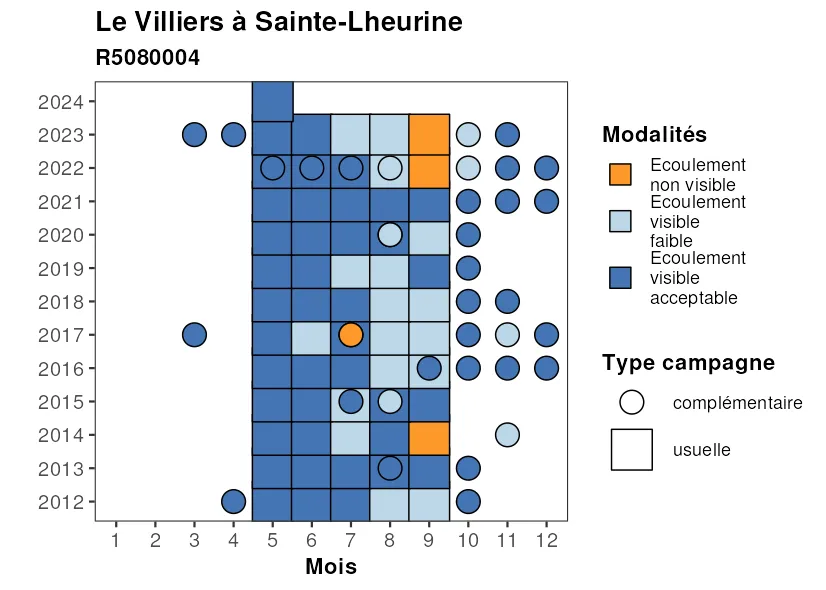 Le Villiers à Sainte-Lheurine
R5080004
2024
2023
2022
2021
2020
2019
2018
2017
2016
2015
2014
2013
2012
1 2 3 4 5 6 7 8 9 10 11 12
Mois
Modalités
Ecoulement
non visible
Ecoulement
visible
faible
Ecoulement
visible
acceptable
Type campagne
complémentaire
usuelle